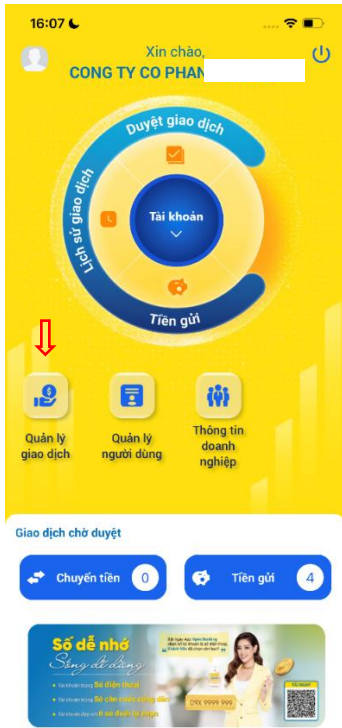 16:07
Xin chào,
CONG TY CO PHAN
Duyệt giao dịch
Lịch sử giao dịch
Tài khoản
Tiền gửi
Quản lý
giao dịch
Quản lý
người dùng
Thông tin
doanh
nghiệp
Giao dịch chờ duyệt
Chuyển tiền 0
Tiền gửi 4
Số dễ nhớ
Sống dễ dàng
Số điện thoại
09X 9999 999